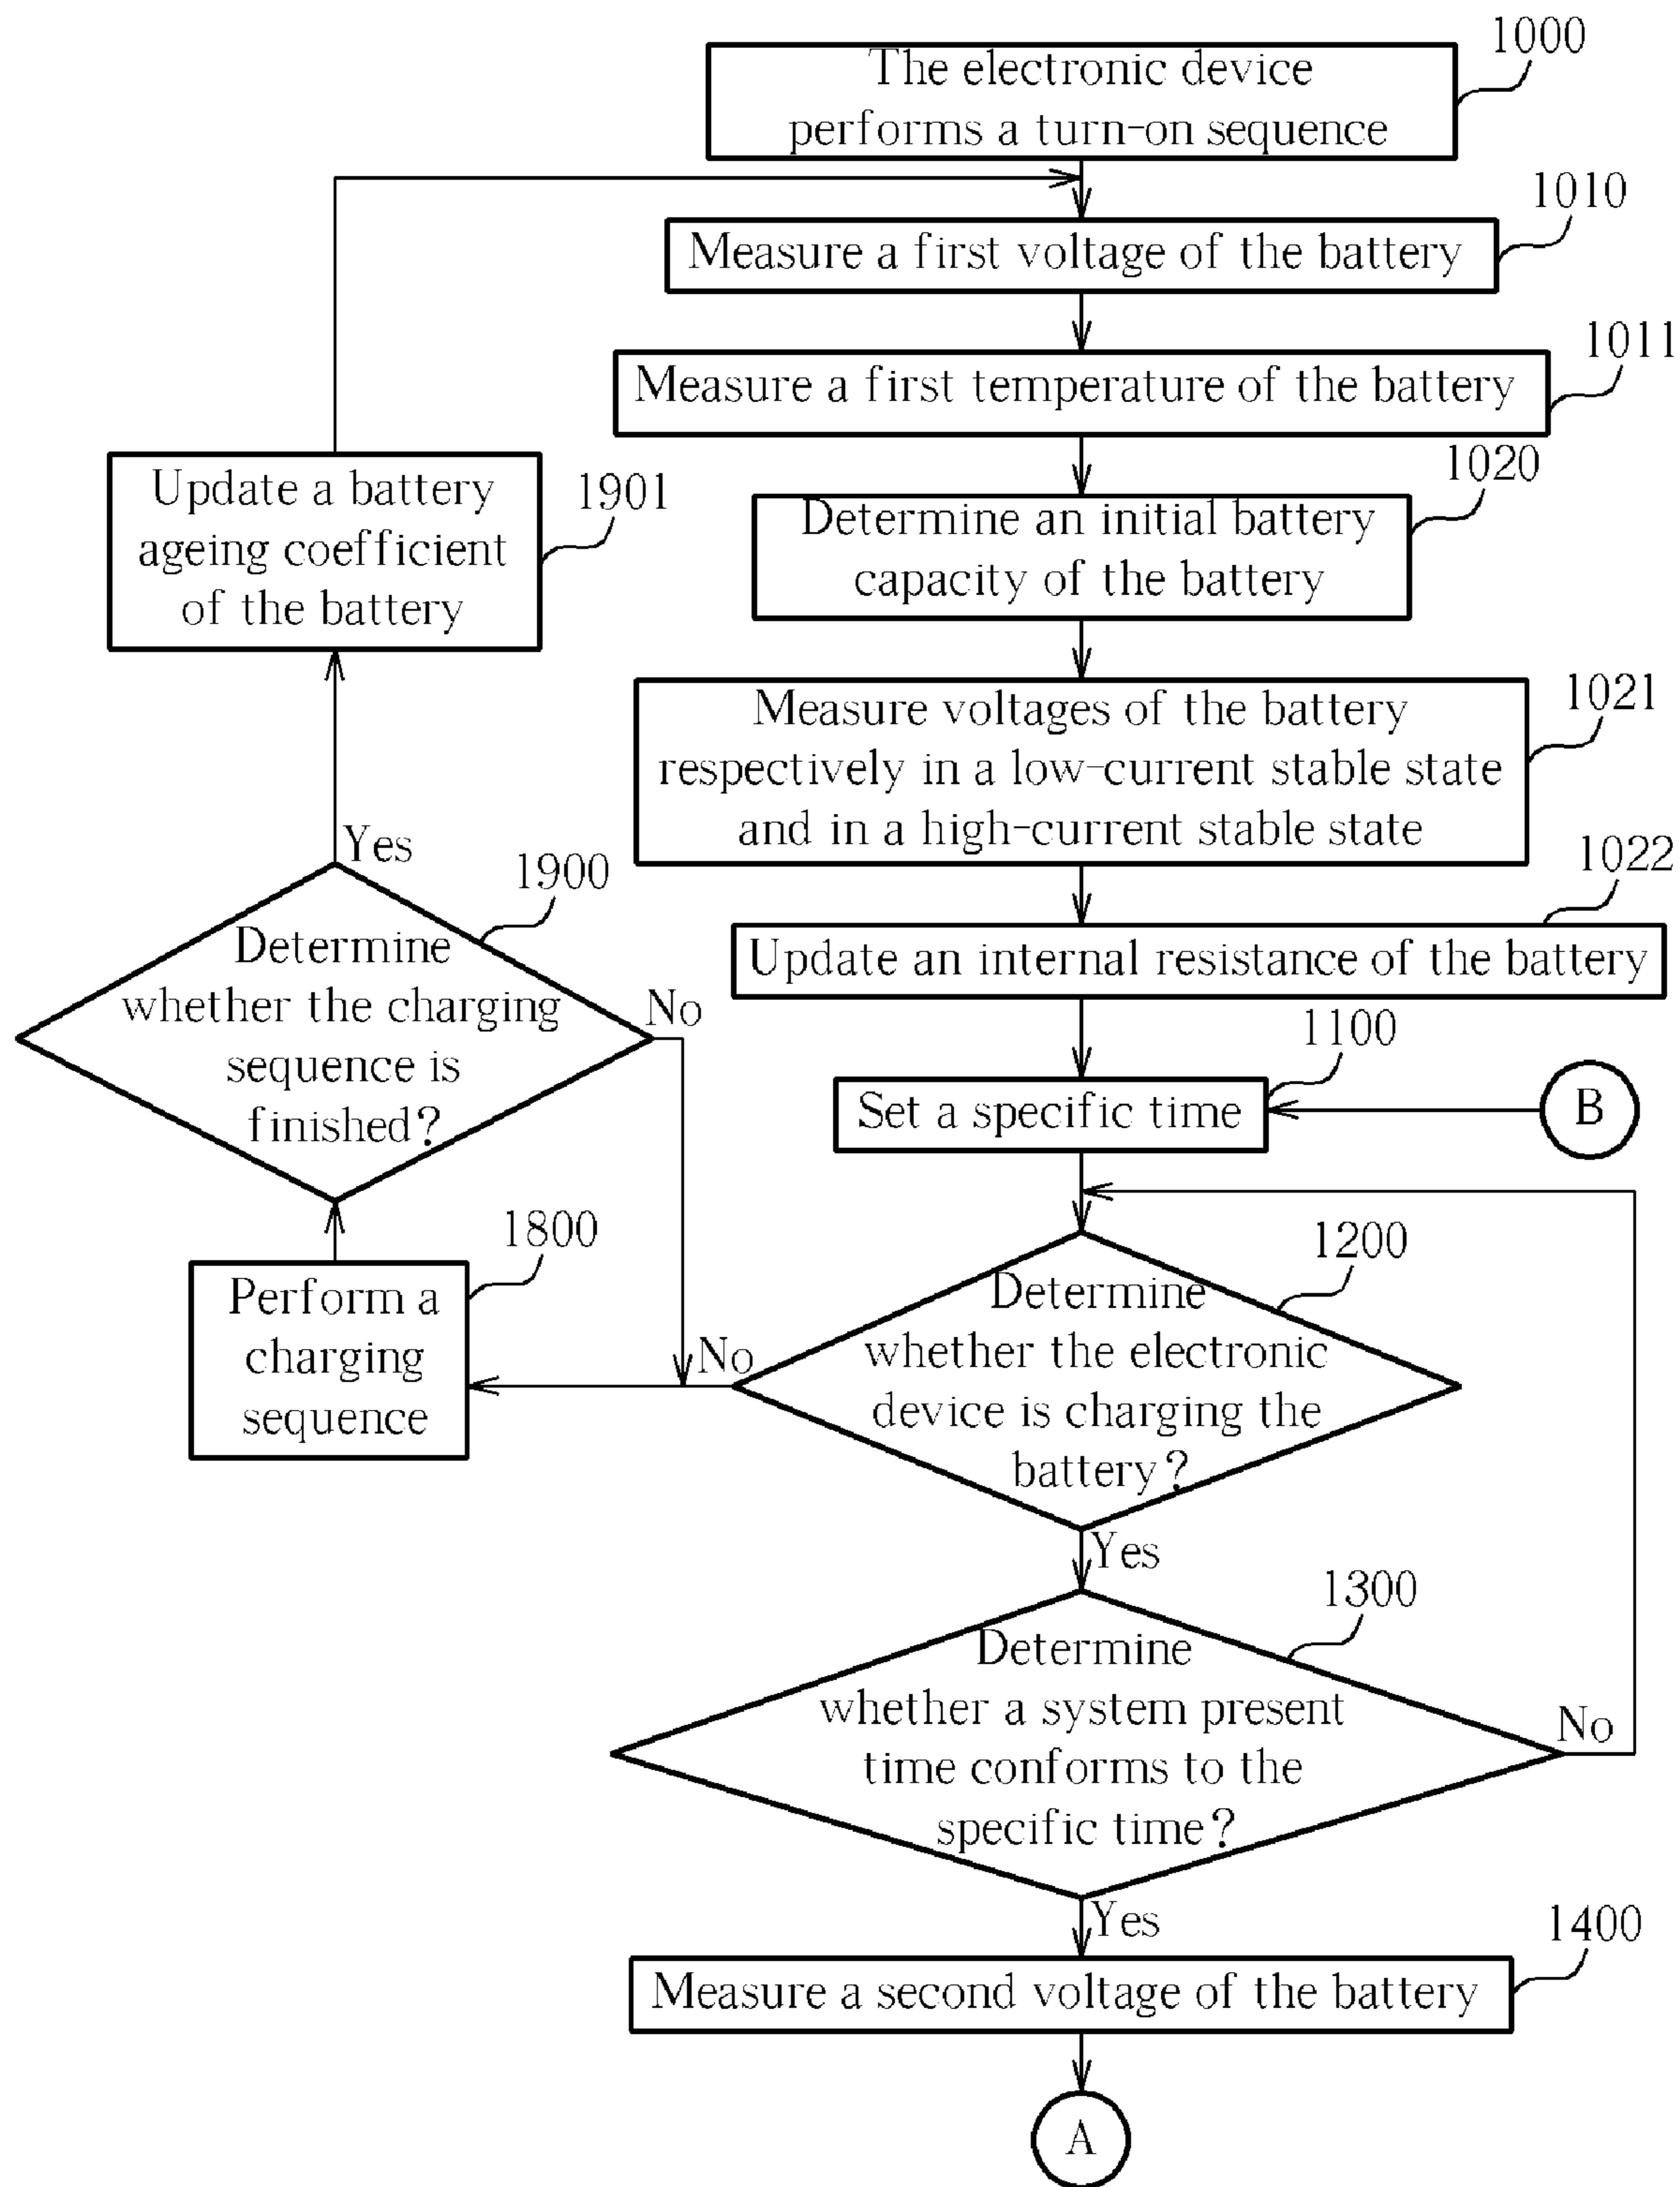 1000
The electronic device
performs a turn-on sequence
1010
Measure a first voltage of the battery
1011
Measure a first temperature of the battery
1020
Determine an initial battery
capacity of the battery
1901
Update a battery
ageing coefficient
of the battery
1021
Measure voltages of the battery
respectively in a low-current stable state
and in a high-current stable state
1022
Update an internal resistance of the battery
Yes
1900
Determine
whether the charging
sequence is
finished?
No
1100
Set a specific time
B
1800
Perform a
charging
sequence
1200
Determine
whether the electronic
device is charging the
battery?
No
Yes
1300
Determine
whether a system present
time conforms to the
specific time?
No
Yes
1400
Measure a second voltage of the battery
A